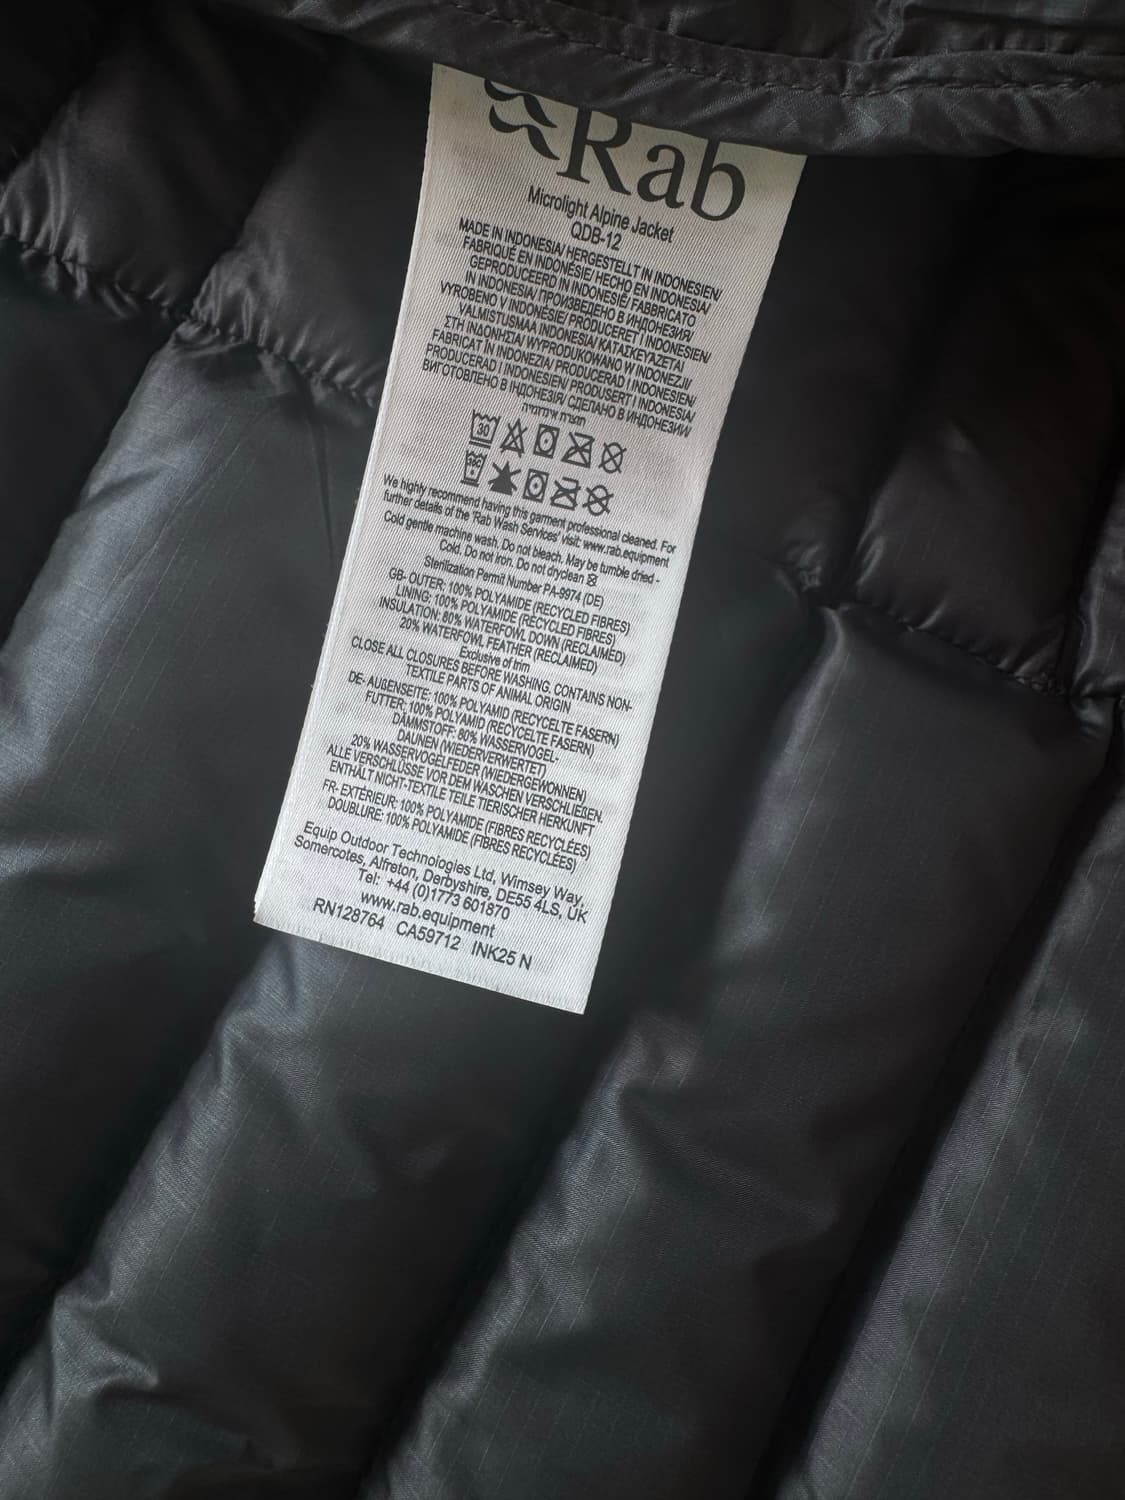 Rab
Microlight Alpine Jacket
QDB-12
MADE IN INDONESIA/ HERGESTELLT IN INDONESIEN/
FABRIQUÉ EN INDONÉSIE/ HECHO EN INDONESIA/
GEPRODUCEERD IN INDONESIË/ FABBRICATO
IN INDONESIA/ ПРОИЗВЕДЕНО В ИНДОНЕЗИЯ/
VYROBENO V INDONÉSIE/ PRODUCERET I INDONESIEN/
VALMISTUSMAA INDONESIA/ ΚΑΤΑΣΚΕΥΑΖΕΤΑΙ
ΣΤΗ ΙΝΔΟΝΗΣΙΑ/ WYPRODUKOWANO W INDONEZJI/
FABRICAT ÎN INDONEZIA/ PRODUCERAD I INDONESIEN/
PRODUCERAD I INDONESIEN/ PRODUSERT I INDONESIA/
ВИГОТОВЛЕНО В ІНДОНЕЗІЯ/ СДЕЛАНО В ИНДОНЕЗИИ/
30
30
We highly recommend having this garment professional cleaned. For
further details of the 'Rab Wash Services' visit: www.rab.equipment
Cold gentle machine wash. Do not bleach. May be tumble dried -
Cold. Do not iron. Do not dryclean
Sterilization Permit Number PA-9974 (DE)
GB- OUTER: 100% POLYAMIDE (RECYCLED FIBRES)
LINING: 100% POLYAMIDE (RECYCLED FIBRES)
INSULATION: 80% WATERFOWL DOWN (RECLAIMED)
20% WATERFOWL FEATHER (RECLAIMED)
Exclusive of trim
CLOSE ALL CLOSURES BEFORE WASHING. CONTAINS NON-
TEXTILE PARTS OF ANIMAL ORIGIN
DE- AUßENSEITE: 100% POLYAMID (RECYCELTE FASERN)
FUTTER: 100% POLYAMID (RECYCELTE FASERN)
DÄMMSTOFF: 80% WASSERVOGEL-
DAUNEN (WIEDERVERWERTET)
20% WASSERVOGELFEDER (WIEDERGEWONNEN)
ALLE VERSCHLÜSSE VOR DEM WASCHEN VERSCHLIEßEN.
ENTHÄLT NICHT-TEXTILE TEILE TIERISCHER HERKUNFT
FR- EXTÉRIEUR: 100% POLYAMIDE (FIBRES RECYCLÉES)
DOUBLURE: 100% POLYAMIDE (FIBRES RECYCLÉES)
Equip Outdoor Technologies Ltd, Wimsey Way,
Somercotes, Alfreton, Derbyshire, DE55 4LS, UK
Tel: +44 (0)1773 601870
www.rab.equipment
RN128764 CA59712 INK25 N